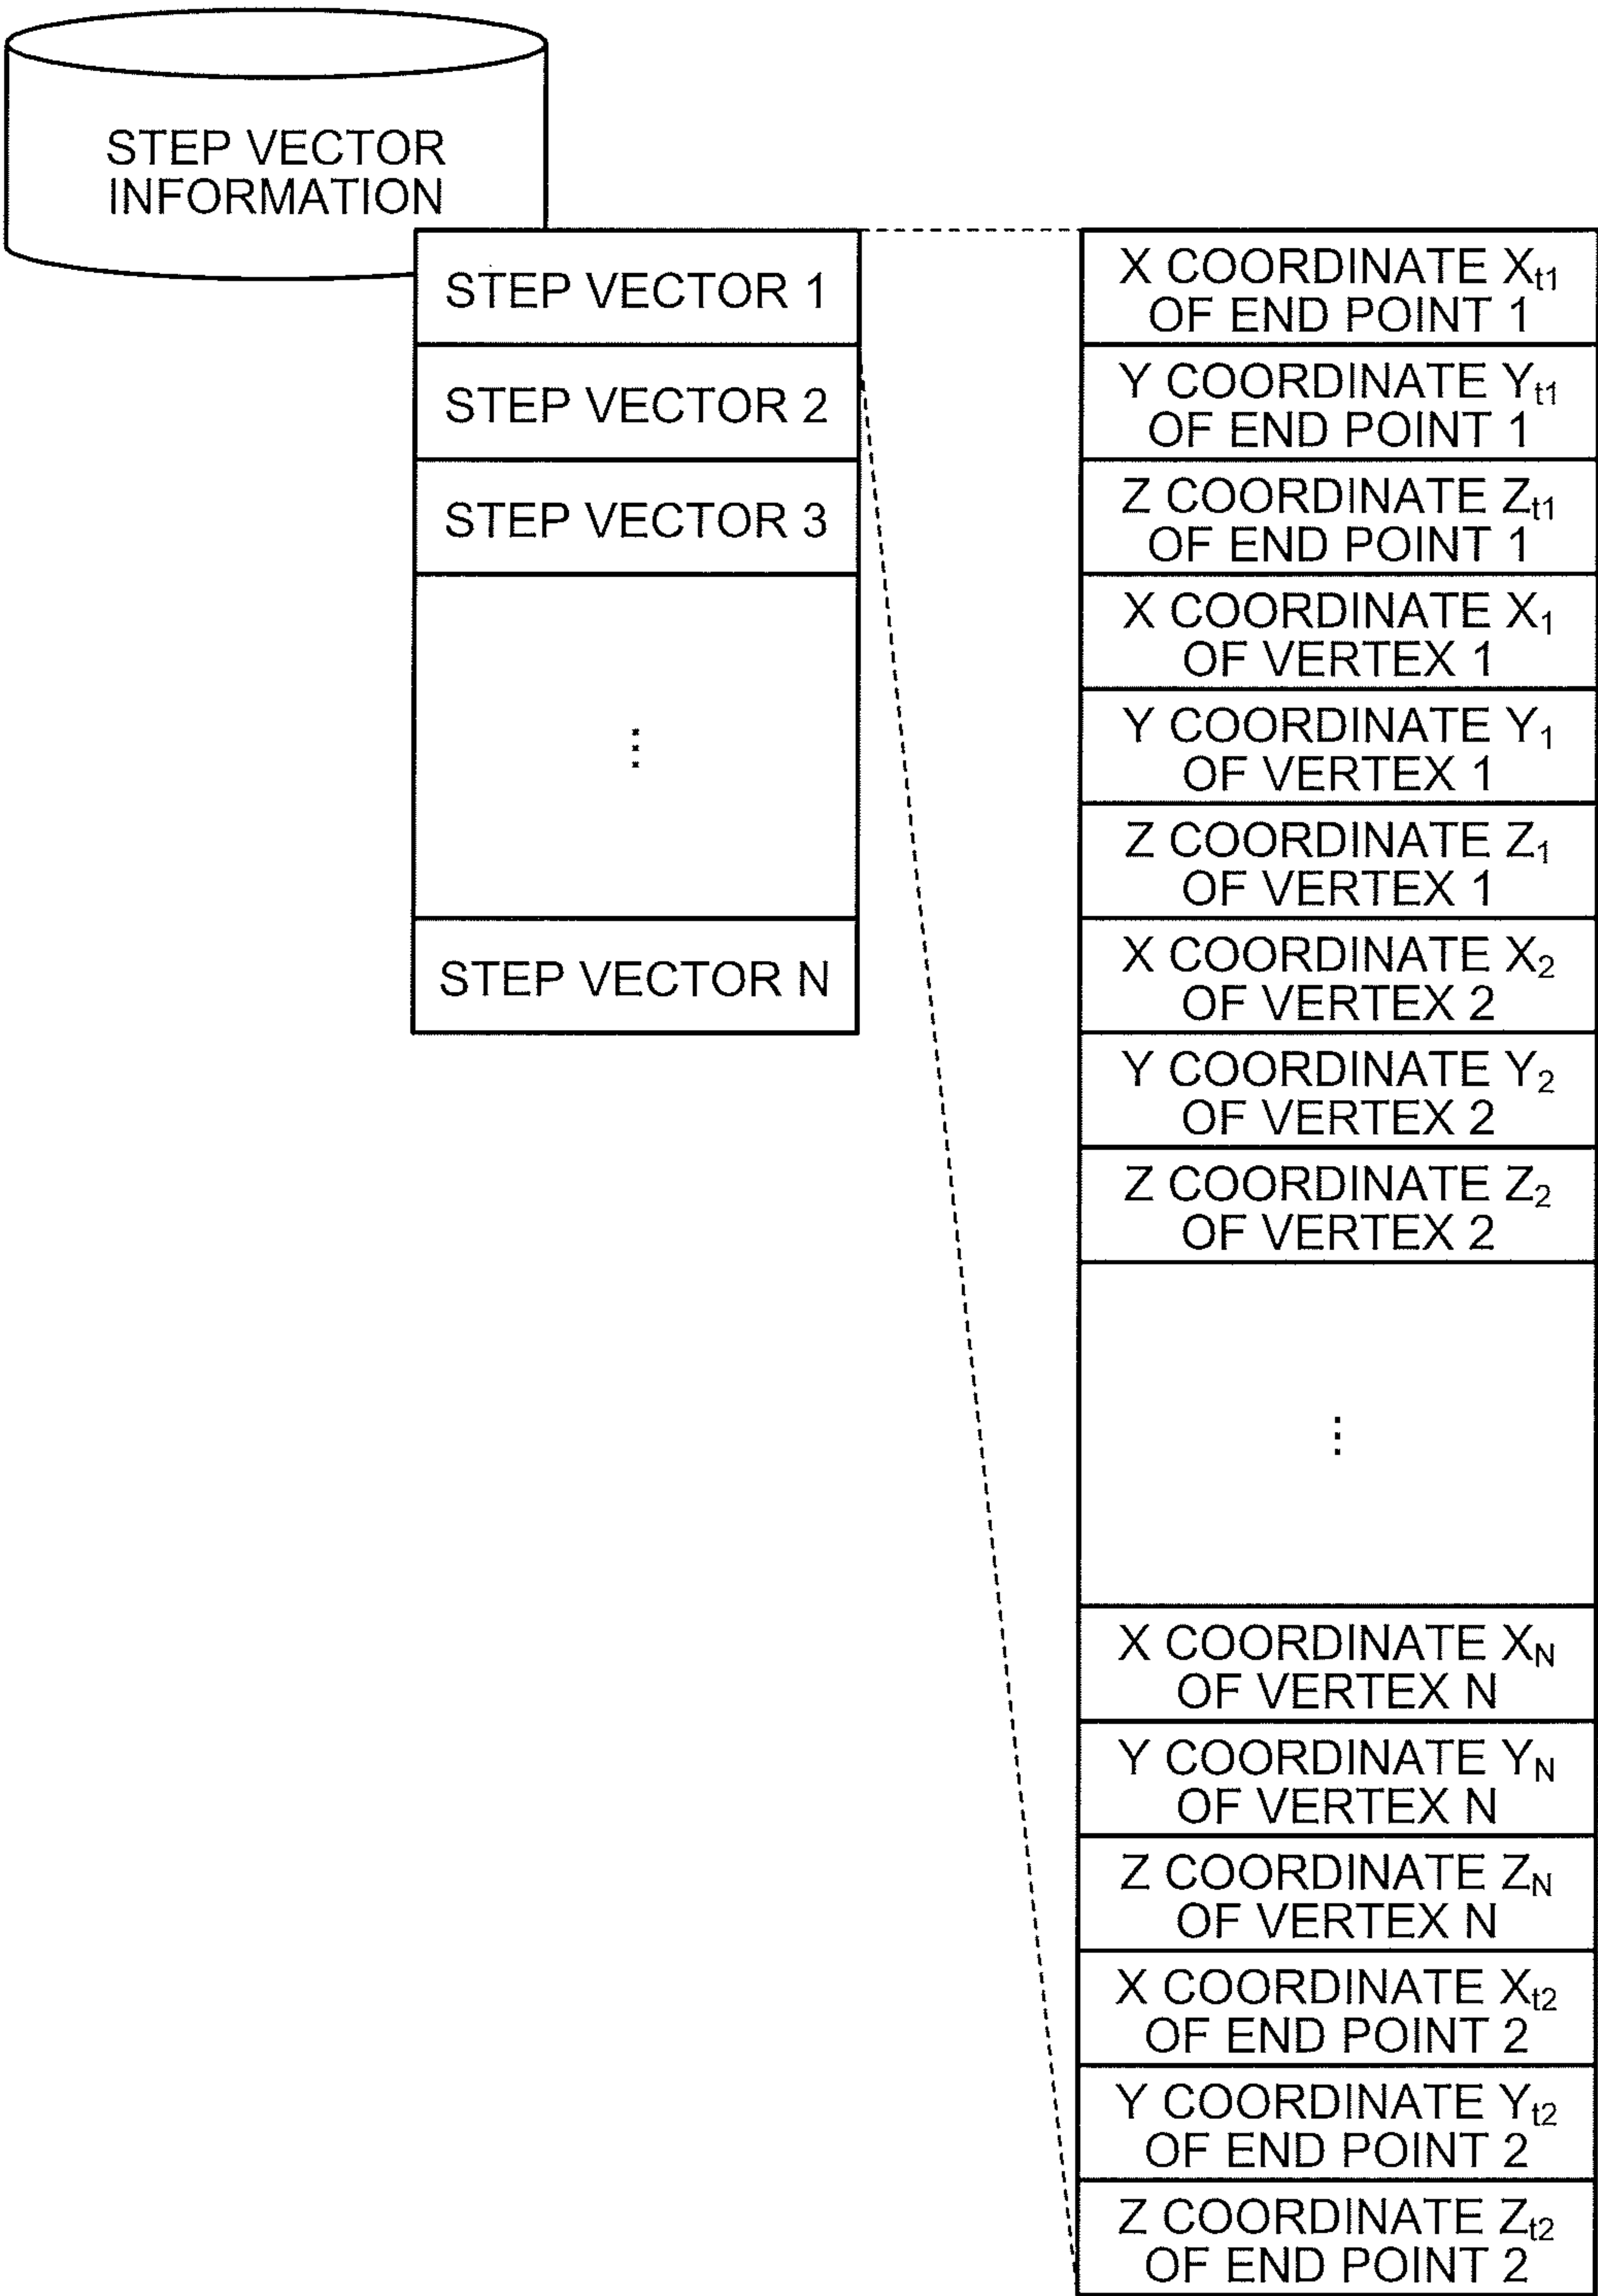 STEP VECTOR
INFORMATION
STEP VECTOR 1
STEP VECTOR 2
STEP VECTOR 3
⋮
STEP VECTOR N
X COORDINATE Xt1
OF END POINT 1
Y COORDINATE Yt1
OF END POINT 1
Z COORDINATE Zt1
OF END POINT 1
X COORDINATE X1
OF VERTEX 1
Y COORDINATE Y1
OF VERTEX 1
Z COORDINATE Z1
OF VERTEX 1
X COORDINATE X2
OF VERTEX 2
Y COORDINATE Y2
OF VERTEX 2
Z COORDINATE Z2
OF VERTEX 2
⋮
X COORDINATE XN
OF VERTEX N
Y COORDINATE YN
OF VERTEX N
Z COORDINATE ZN
OF VERTEX N
X COORDINATE Xt2
OF END POINT 2
Y COORDINATE Yt2
OF END POINT 2
Z COORDINATE Zt2
OF END POINT 2